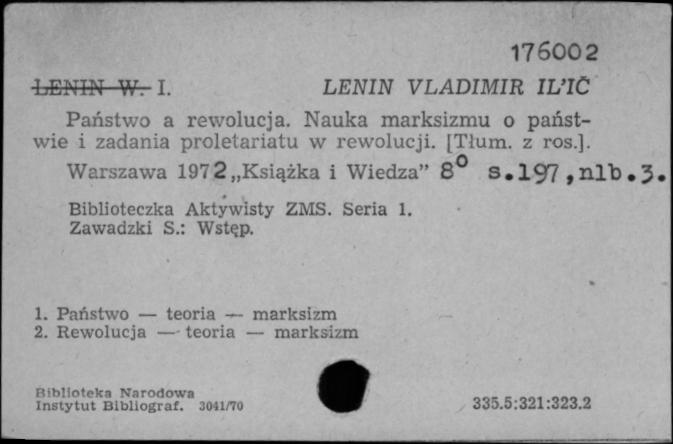 176002
LENIN W. I. LENIN VLADIMIR IL'IČ
Państwo a rewolucja. Nauka marksizmu o państ-
wie i zadania proletariatu w rewolucji. [Tłum. z ros.].
Warszawa 1972 „Książka i Wiedza” 8° s.197,nlb.3.
Biblioteczka Aktywisty ZMS. Seria 1.
Zawadzki S.: Wstęp.
1. Państwo — teoria — marksizm
2. Rewolucja — teoria — marksizm
Biblioteka Narodowa
Instytut Bibliograf. 3041/70 335.5:321:323.2